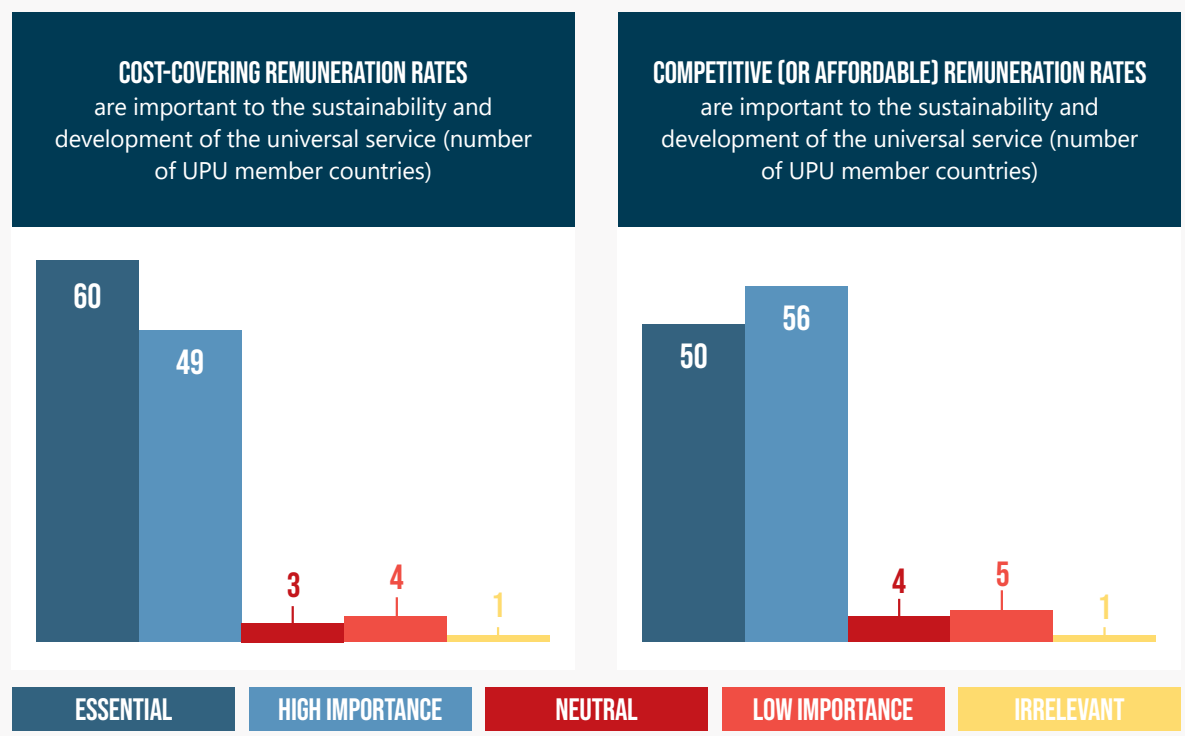 COST-COVERING REMUNERATION RATES
are important to the sustainability and
development of the universal service (number
of UPU member countries)
60
49
3
4
1
COMPETITIVE (OR AFFORDABLE) REMUNERATION RATES
are important to the sustainability and
development of the universal service (number
of UPU member countries)
50
56
4
5
1
ESSENTIAL
HIGH IMPORTANCE
NEUTRAL
LOW IMPORTANCE
IRRELEVANT